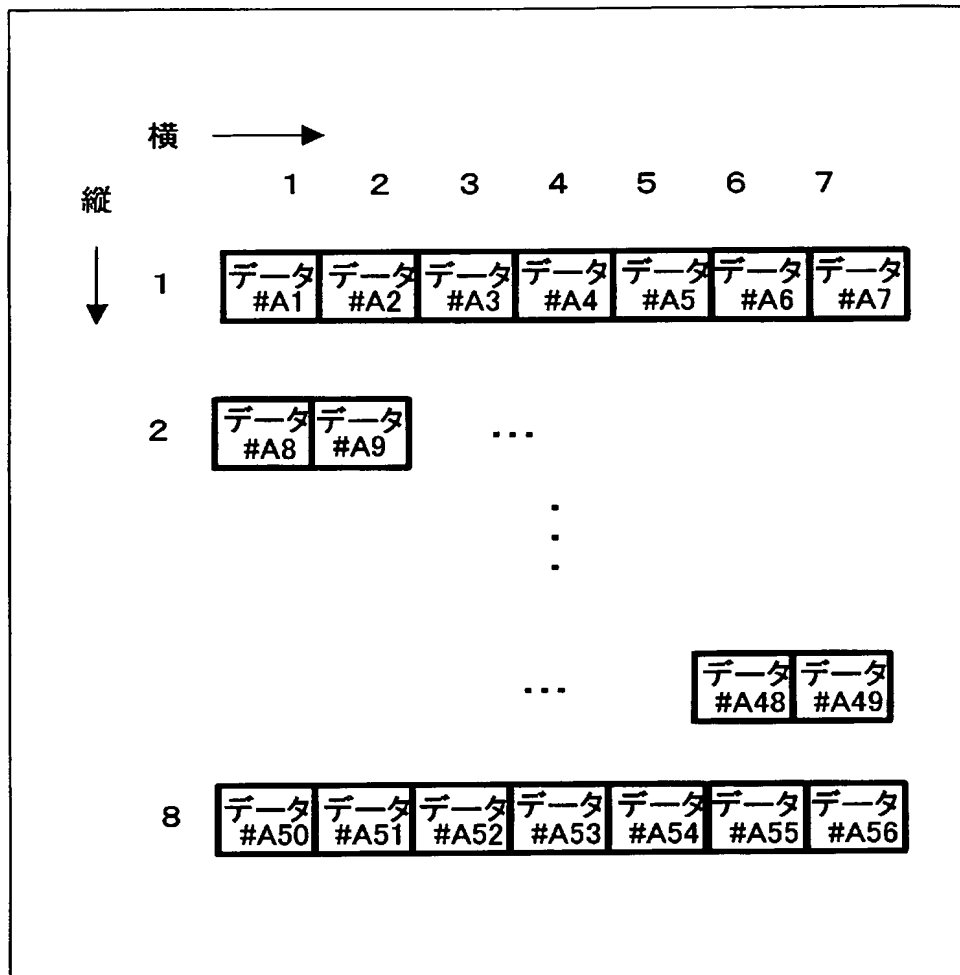 横
1 2 3 4 5 6 7
縦
1 データ データ データ データ データ データ データ
#A1 #A2 #A3 #A4 #A5 #A6 #A7
2 データ データ ...
#A8 #A9
... データ データ
#A48 #A49
8 データ データ データ データ データ データ データ
#A50 #A51 #A52 #A53 #A54 #A55 #A56